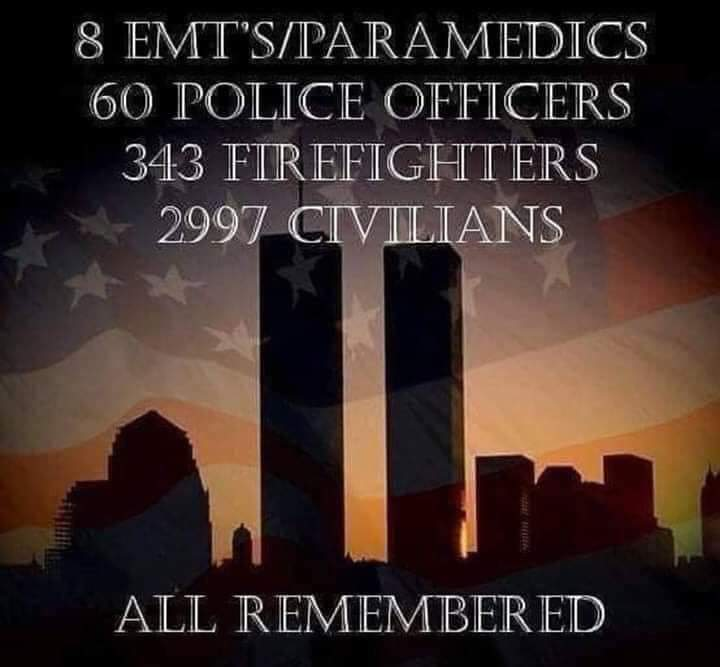 8 EMT'S/PARAMEDICS
60 POLICE OFFICERS
343 FIREFIGHTERS
2997 CIVILIANS
ALL REMEMBERED